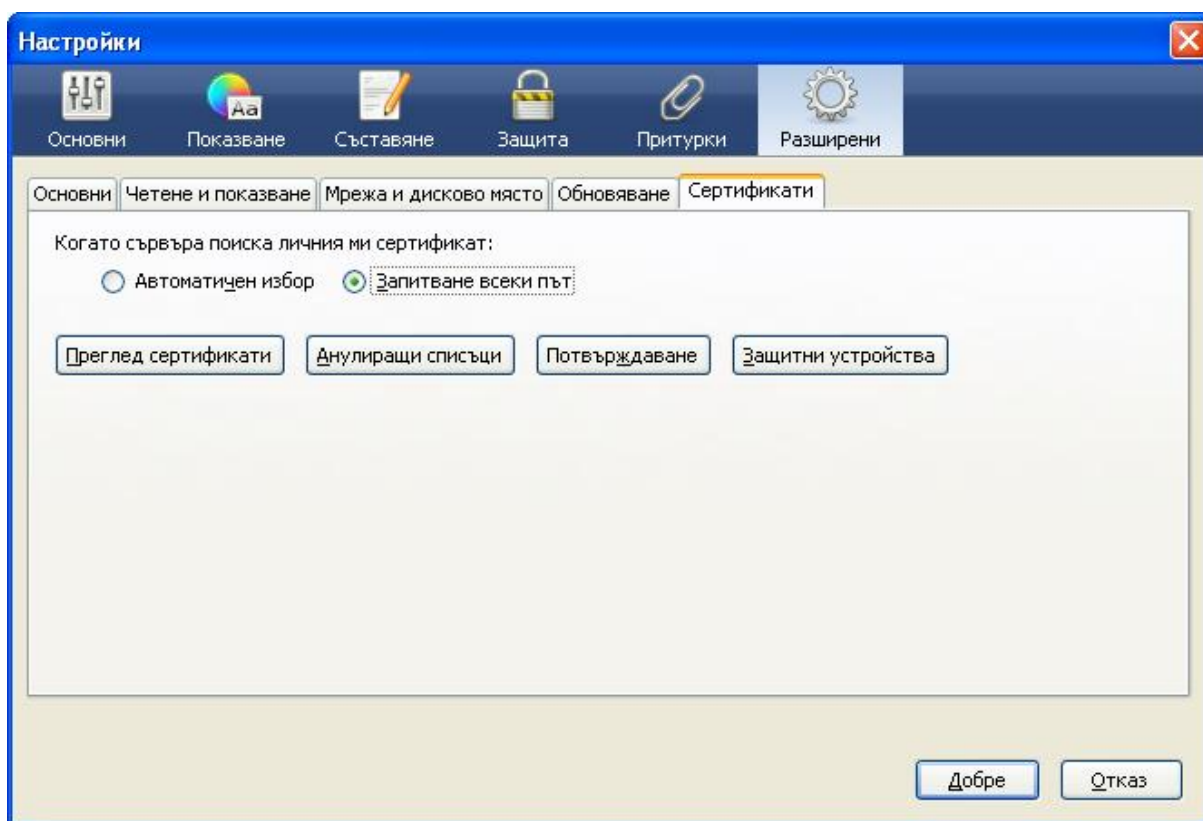 Настройки
Aa
Основни Показване Съставяне Защита Притурки Разширени
Основни Четене и показване Мрежа и дисково място Обновяване Сертификати
Когато сървъра поиска личния ми сертификат:
Автоматичен избор Запитване всеки път
Преглед сертификати Анулиращи списъци Потвърждаване Защитни устройства
Добре Отказ